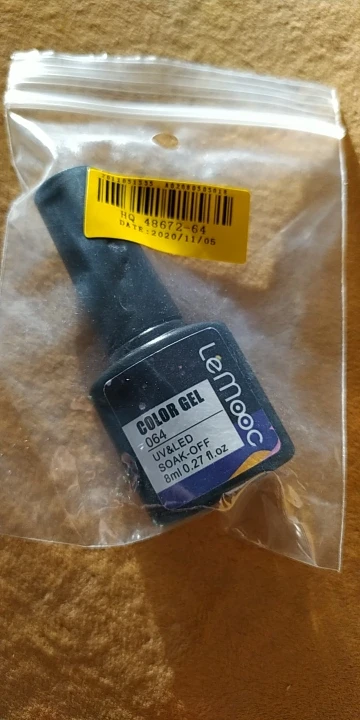 HQ 48672-64
DATE:2020/11/05
LEMOOC
COLOR GEL
064
UV&LED
SOAK-OFF
8ml 0.27 fl.oz